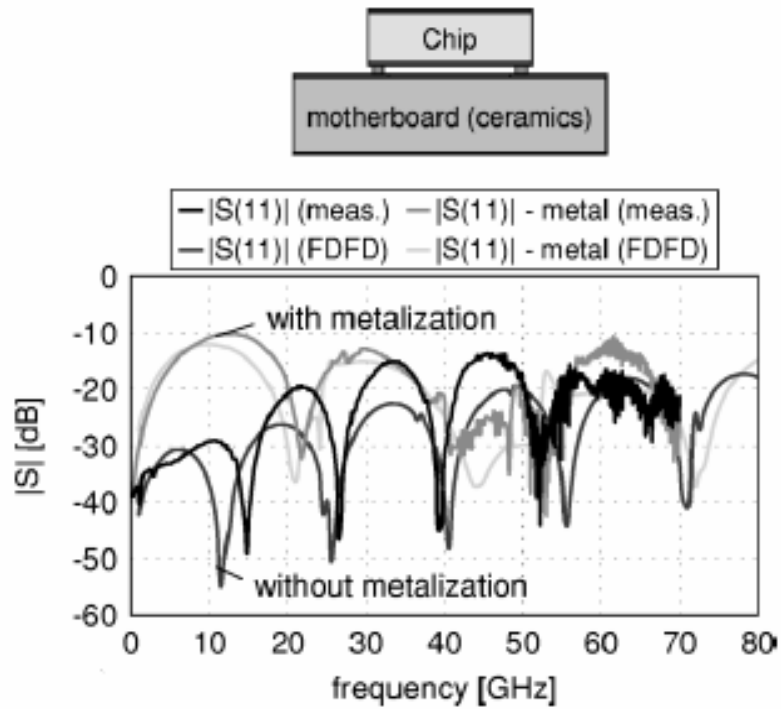 Chip
motherboard (ceramics)
|S(11)| (meas.) |S(11)| - metal (meas.)
|S(11)| (FDFD) |S(11)| - metal (FDFD)
0
-10
-20
-30
-40
-50
-60
|S| [dB]
with metalization
without metalization
0 10 20 30 40 50 60 70 80
frequency [GHz]